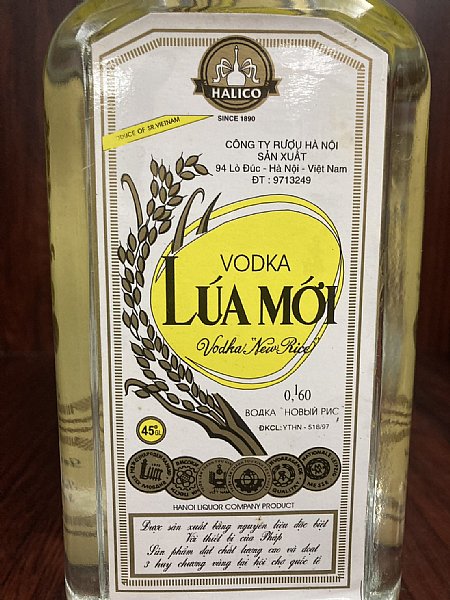 HALICO
SINCE 1890
PRODUCE OF SR.VIETNAM
CÔNG TY RƯỢU HÀ NỘI
SẢN XUẤT
94 Lò Đúc - Hà Nội - Việt Nam
ĐT : 9713249
VODKA
LÚA MỚI
Vodka "New Rice"
0,l60
ВОДКА "НОВЫЙ РИС"
ĐKCL: YTHN - 518/97
45°
GL
HANOI LIQUOR COMPANY PRODUCT
Được sản xuất bằng nguyên liệu đặc biệt
Với thiết bị của Pháp
Sản phẩm đạt chất lượng cao và đoạt
3 huy chương vàng tại hội chợ quốc tế